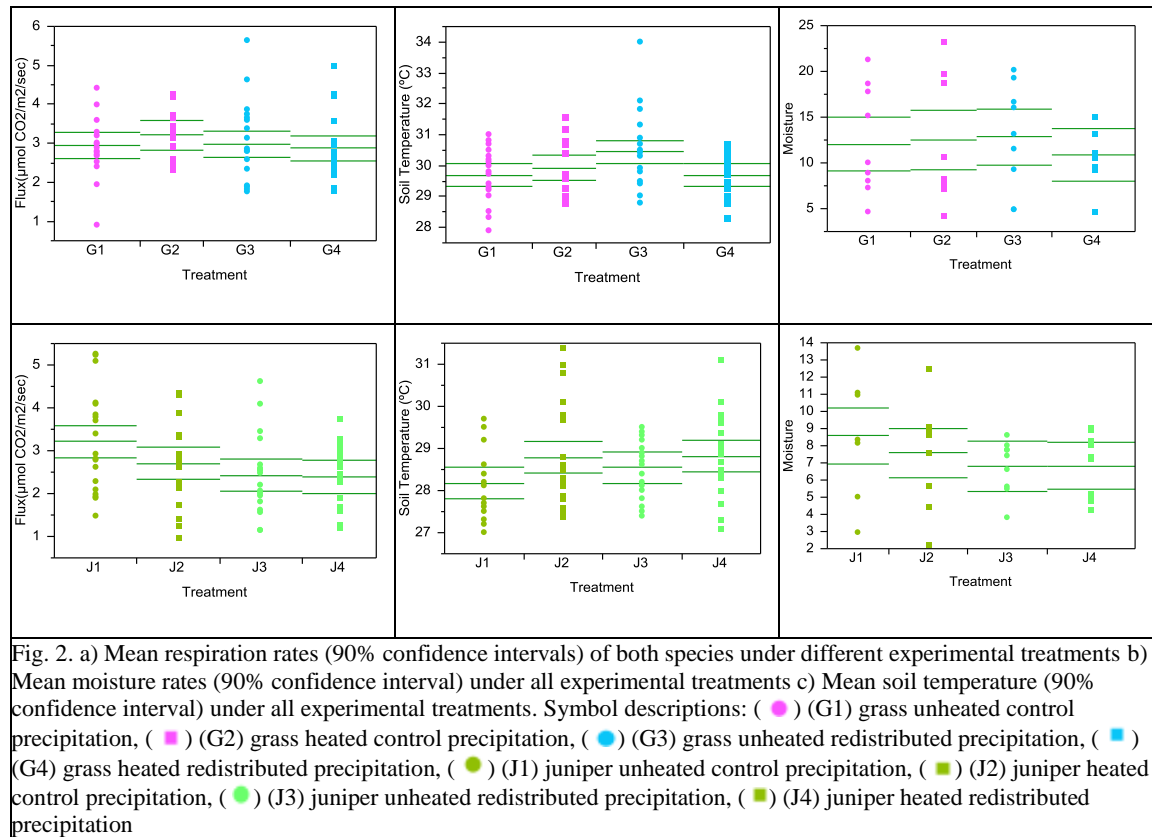 6
5
4
3
2
1
Flux(µmol CO2/m2/sec)
G1 G2 G3 G4
Treatment
34
33
32
31
30
29
28
Soil Temperature (ºC)
G1 G2 G3 G4
Treatment
25
20
15
10
5
Moisture
G1 G2 G3 G4
Treatment
5
4
3
2
1
Flux(µmol CO2/m2/sec)
J1 J2 J3 J4
Treatment
31
30
29
28
27
Soil Temperature (ºC)
J1 J2 J3 J4
Treatment
14
13
12
11
10
9
8
7
6
5
4
3
2
Moisture
J1 J2 J3 J4
Treatment
Fig. 2. a) Mean respiration rates (90% confidence intervals) of both species under different experimental treatments b)
Mean moisture rates (90% confidence interval) under all experimental treatments c) Mean soil temperature (90%
confidence interval) under all experimental treatments. Symbol descriptions: ( ● ) (G1) grass unheated control
precipitation, ( ■ ) (G2) grass heated control precipitation, ( ● ) (G3) grass unheated redistributed precipitation, ( ■ )
(G4) grass heated redistributed precipitation, ( ● ) (J1) juniper unheated control precipitation, ( ■ ) (J2) juniper heated
control precipitation, ( ● ) (J3) juniper unheated redistributed precipitation, ( ■ ) (J4) juniper heated redistributed
precipitation